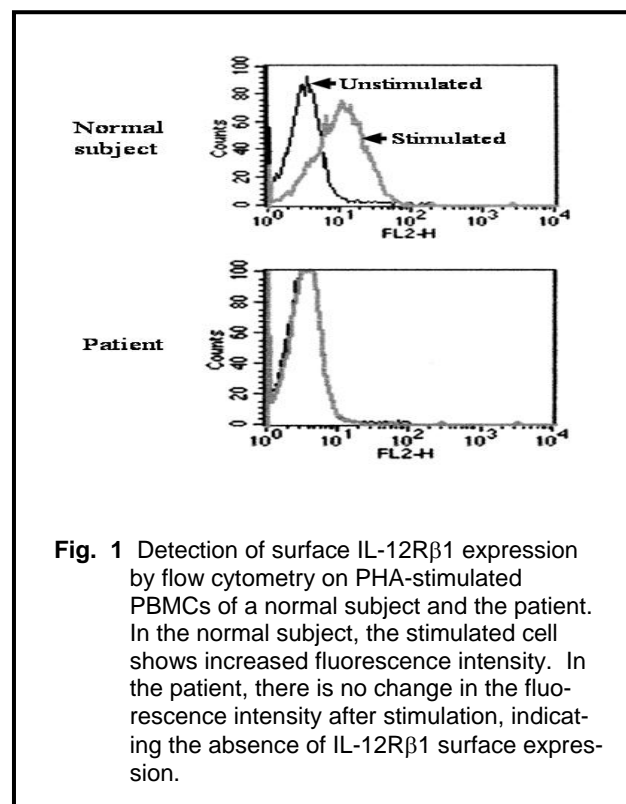 100
80
60
40
20
0
Counts
Unstimulated
Stimulated
Normal
subject
10⁰ 10¹ 10² 10³ 10⁴
FL2-H
100
80
60
40
20
0
Counts
Patient
10⁰ 10¹ 10² 10³ 10⁴
FL2-H
Fig. 1 Detection of surface IL-12Rβ1 expression
by flow cytometry on PHA-stimulated
PBMCs of a normal subject and the patient.
In the normal subject, the stimulated cell
shows increased fluorescence intensity. In
the patient, there is no change in the fluo-
rescence intensity after stimulation, indicat-
ing the absence of IL-12Rβ1 surface expres-
sion.